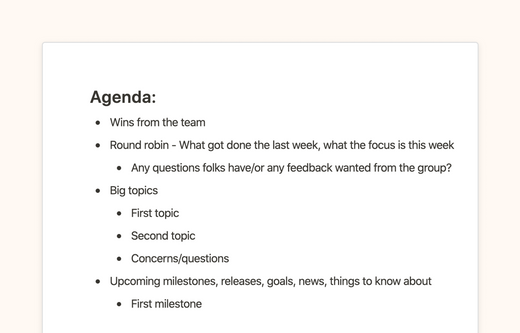 Agenda:
Wins from the team
Round robin - What got done the last week, what the focus is this week
Any questions folks have/or any feedback wanted from the group?
Big topics
First topic
Second topic
Concerns/questions
Upcoming milestones, releases, goals, news, things to know about
First milestone